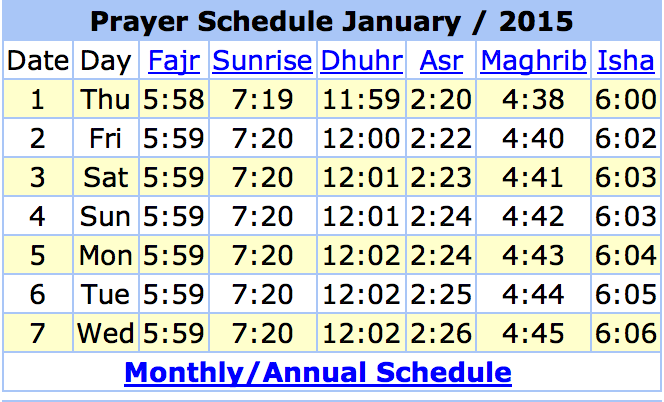 Prayer Schedule January / 2015
Date Day Fajr Sunrise Dhuhr Asr Maghrib Isha
1 Thu 5:58 7:19 11:59 2:20 4:38 6:00
2 Fri 5:59 7:20 12:00 2:22 4:40 6:02
3 Sat 5:59 7:20 12:01 2:23 4:41 6:03
4 Sun 5:59 7:20 12:01 2:24 4:42 6:03
5 Mon 5:59 7:20 12:02 2:24 4:43 6:04
6 Tue 5:59 7:20 12:02 2:25 4:44 6:05
7 Wed 5:59 7:20 12:02 2:26 4:45 6:06
Monthly/Annual Schedule